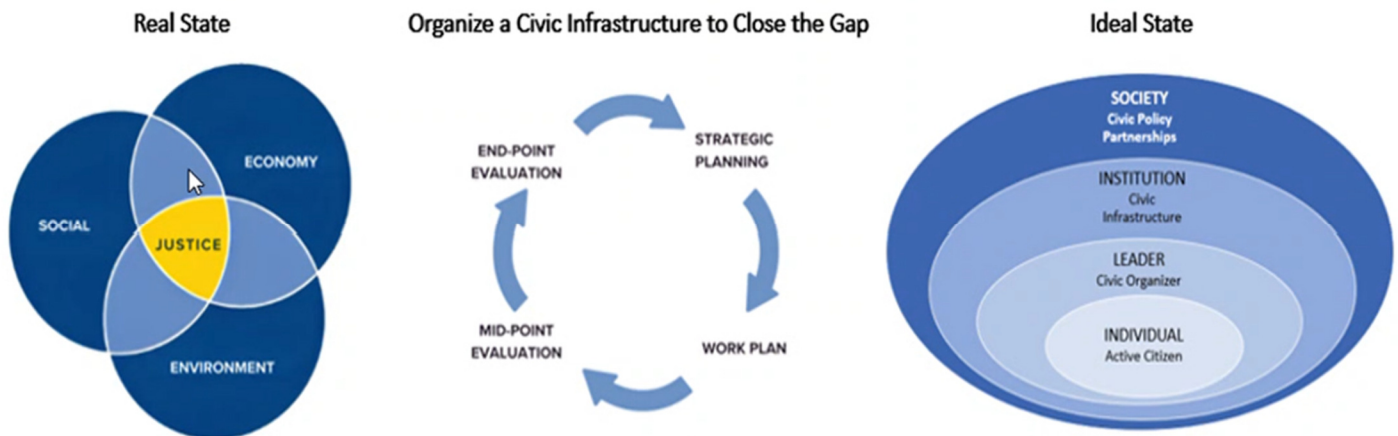 Real State
Organize a Civic Infrastructure to Close the Gap
Ideal State
ECONOMY
SOCIAL
JUSTICE
ENVIRONMENT
END-POINT
EVALUATION
STRATEGIC
PLANNING
MID-POINT
EVALUATION
WORK PLAN
SOCIETY
Civic Policy
Partnerships
INSTITUTION
Civic
Infrastructure
LEADER
Civic Organizer
INDIVIDUAL
Active Citizen